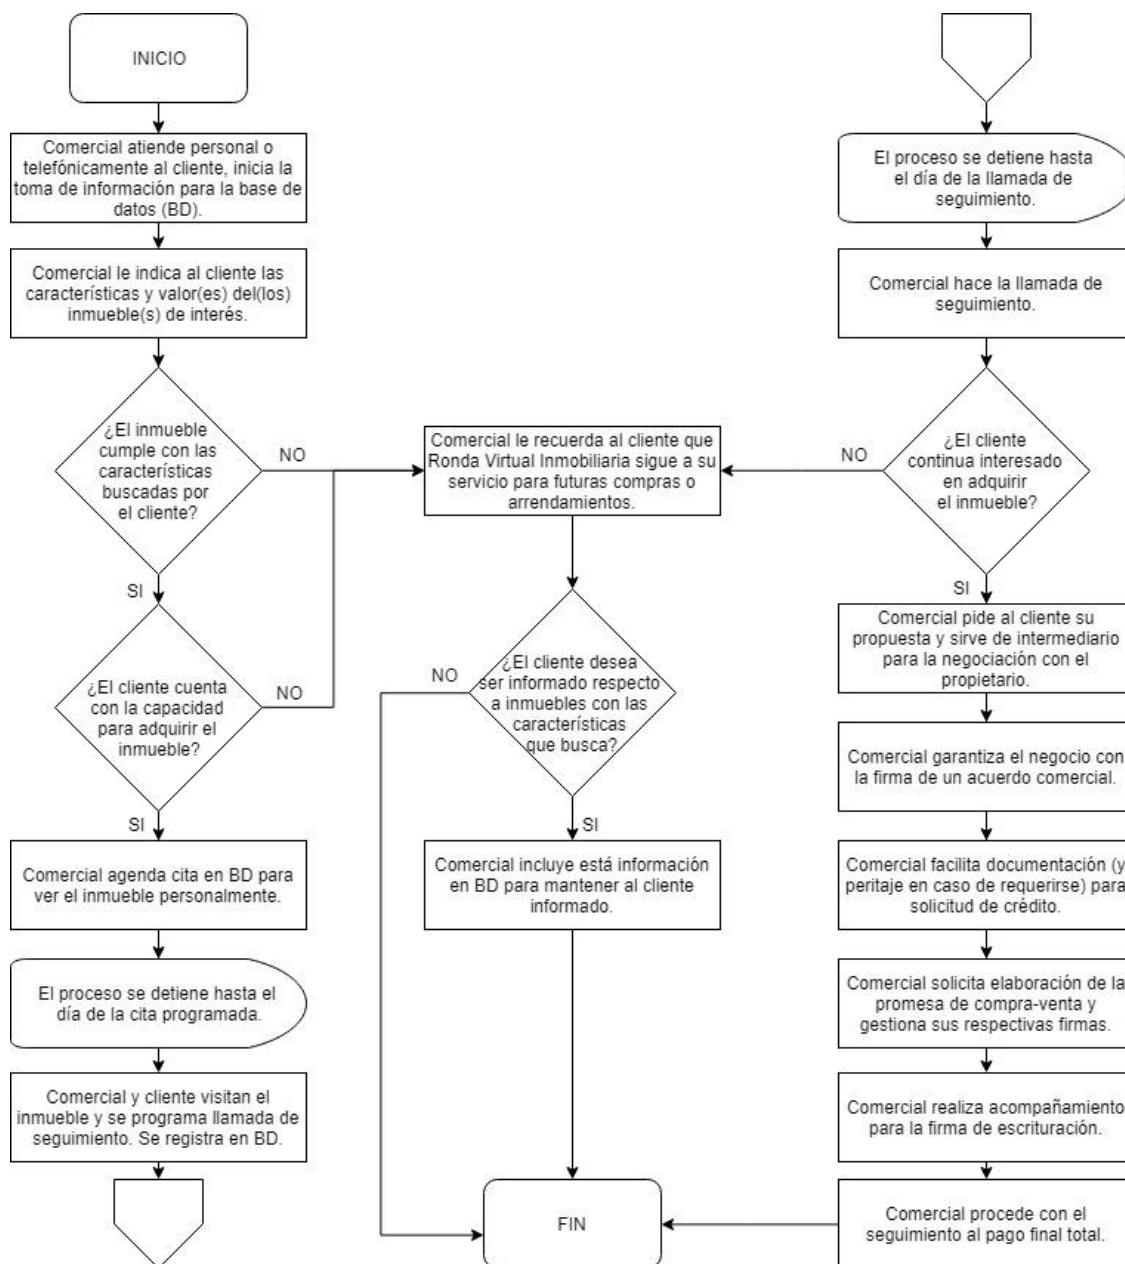 INICIO
Comercial atiende personal o
telefónicamente al cliente, inicia la
toma de información para la base de
datos (BD).
Comercial le indica al cliente las
características y valor(es) del(los)
inmueble(s) de interés.
¿El inmueble
cumple con las
características
buscadas por
el cliente?
NO
SI
¿El cliente cuenta
con la capacidad
para adquirir el
inmueble?
NO
SI
Comercial agenda cita en BD para
ver el inmueble personalmente.
El proceso se detiene hasta el
día de la cita programada.
Comercial y cliente visitan el
inmueble y se programa llamada de
seguimiento. Se registra en BD.
Comercial le recuerda al cliente que
Ronda Virtual Inmobiliaria sigue a su
servicio para futuras compras o
arrendamientos.
¿El cliente desea
ser informado respecto
a inmuebles con las
características
que busca?
NO
SI
Comercial incluye está información
en BD para mantener al cliente
informado.
FIN
El proceso se detiene hasta
el día de la llamada de
seguimiento.
Comercial hace la llamada de
seguimiento.
¿El cliente
continua interesado
en adquirir
el inmueble?
NO
SI
Comercial pide al cliente su
propuesta y sirve de intermediario
para la negociación con el
propietario.
Comercial garantiza el negocio con
la firma de un acuerdo comercial.
Comercial facilita documentación (y
peritaje en caso de requerirse) para
solicitud de crédito.
Comercial solicita elaboración de la
promesa de compra-venta y
gestiona sus respectivas firmas.
Comercial realiza acompañamiento
para la firma de escrituración.
Comercial procede con el
seguimiento al pago final total.